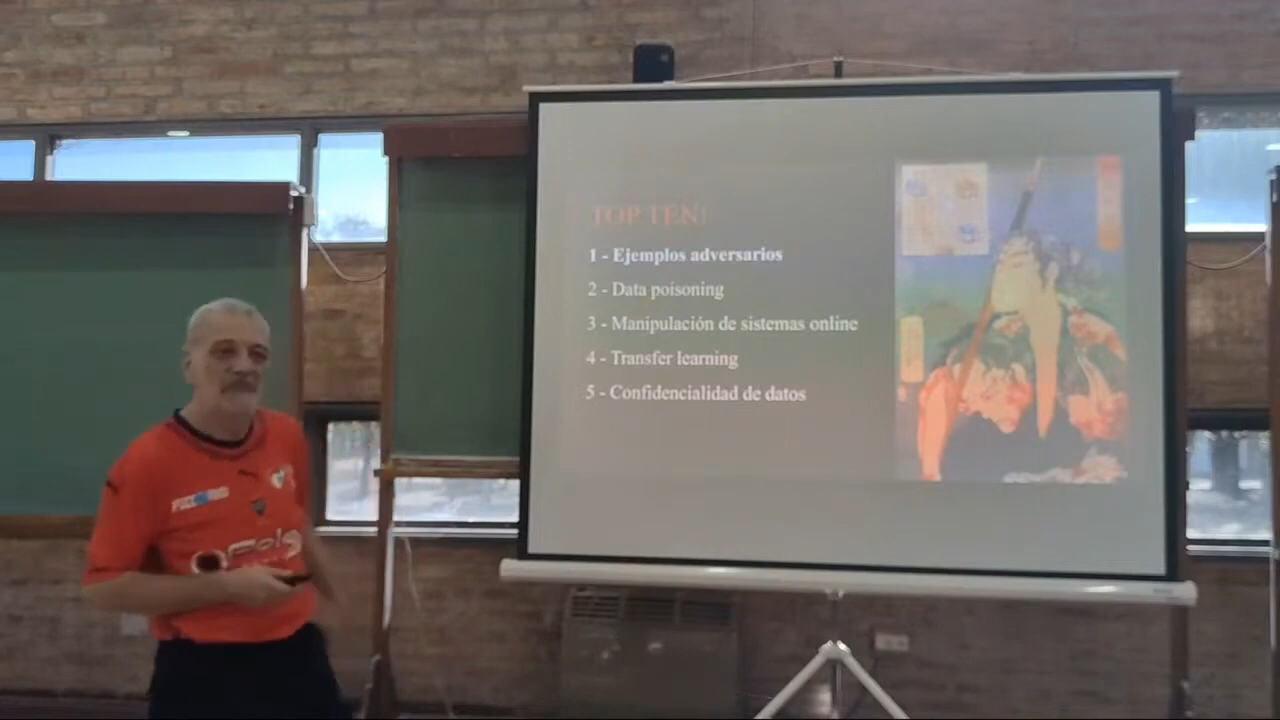 TOP TEN!
1 - Ejemplos adversarios
2 - Data poisoning
3 - Manipulación de sistemas online
4 - Transfer learning
5 - Confidencialidad de datos